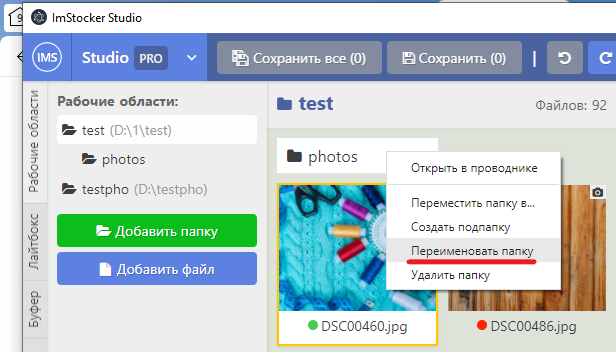 9
ImStocker Studio
IMS
Studio PRO
Сохранить все (0)
Сохранить (0)
Рабочие области
Лайтбокс
Буфер
Рабочие области:
test (D:\1\test)
photos
testpho (D:\testpho)
Добавить папку
Добавить файл
test
Файлов: 92
photos
Открыть в проводнике
Переместить папку в...
Создать подпапку
Переименовать папку
Удалить папку
DSC00460.jpg
DSC00486.jpg